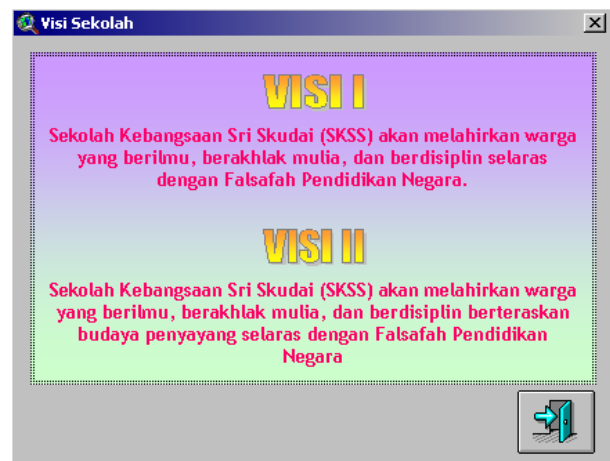 Visi Sekolah
VISI I
Sekolah Kebangsaan Sri Skudai (SKSS) akan melahirkan warga
yang berilmu, berakhlak mulia, dan berdisiplin selaras
dengan Falsafah Pendidikan Negara.
VISI II
Sekolah Kebangsaan Sri Skudai (SKSS) akan melahirkan warga
yang berilmu, berakhlak mulia, dan berdisiplin berteraskan
budaya penyayang selaras dengan Falsafah Pendidikan
Negara